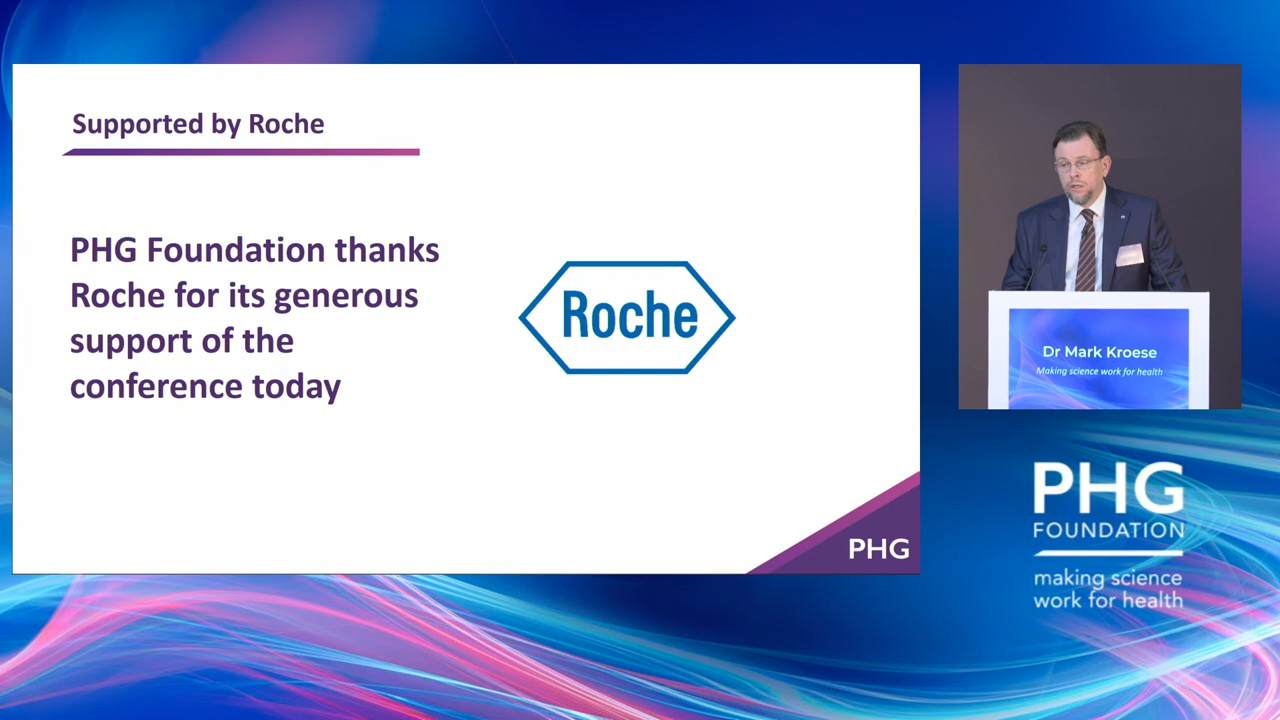 Supported by Roche
PHG Foundation thanks
Roche for its generous
support of the
conference today
Roche
PHG
Dr Mark Kroese
Making science work for health
PHG
FOUNDATION
making science
work for health